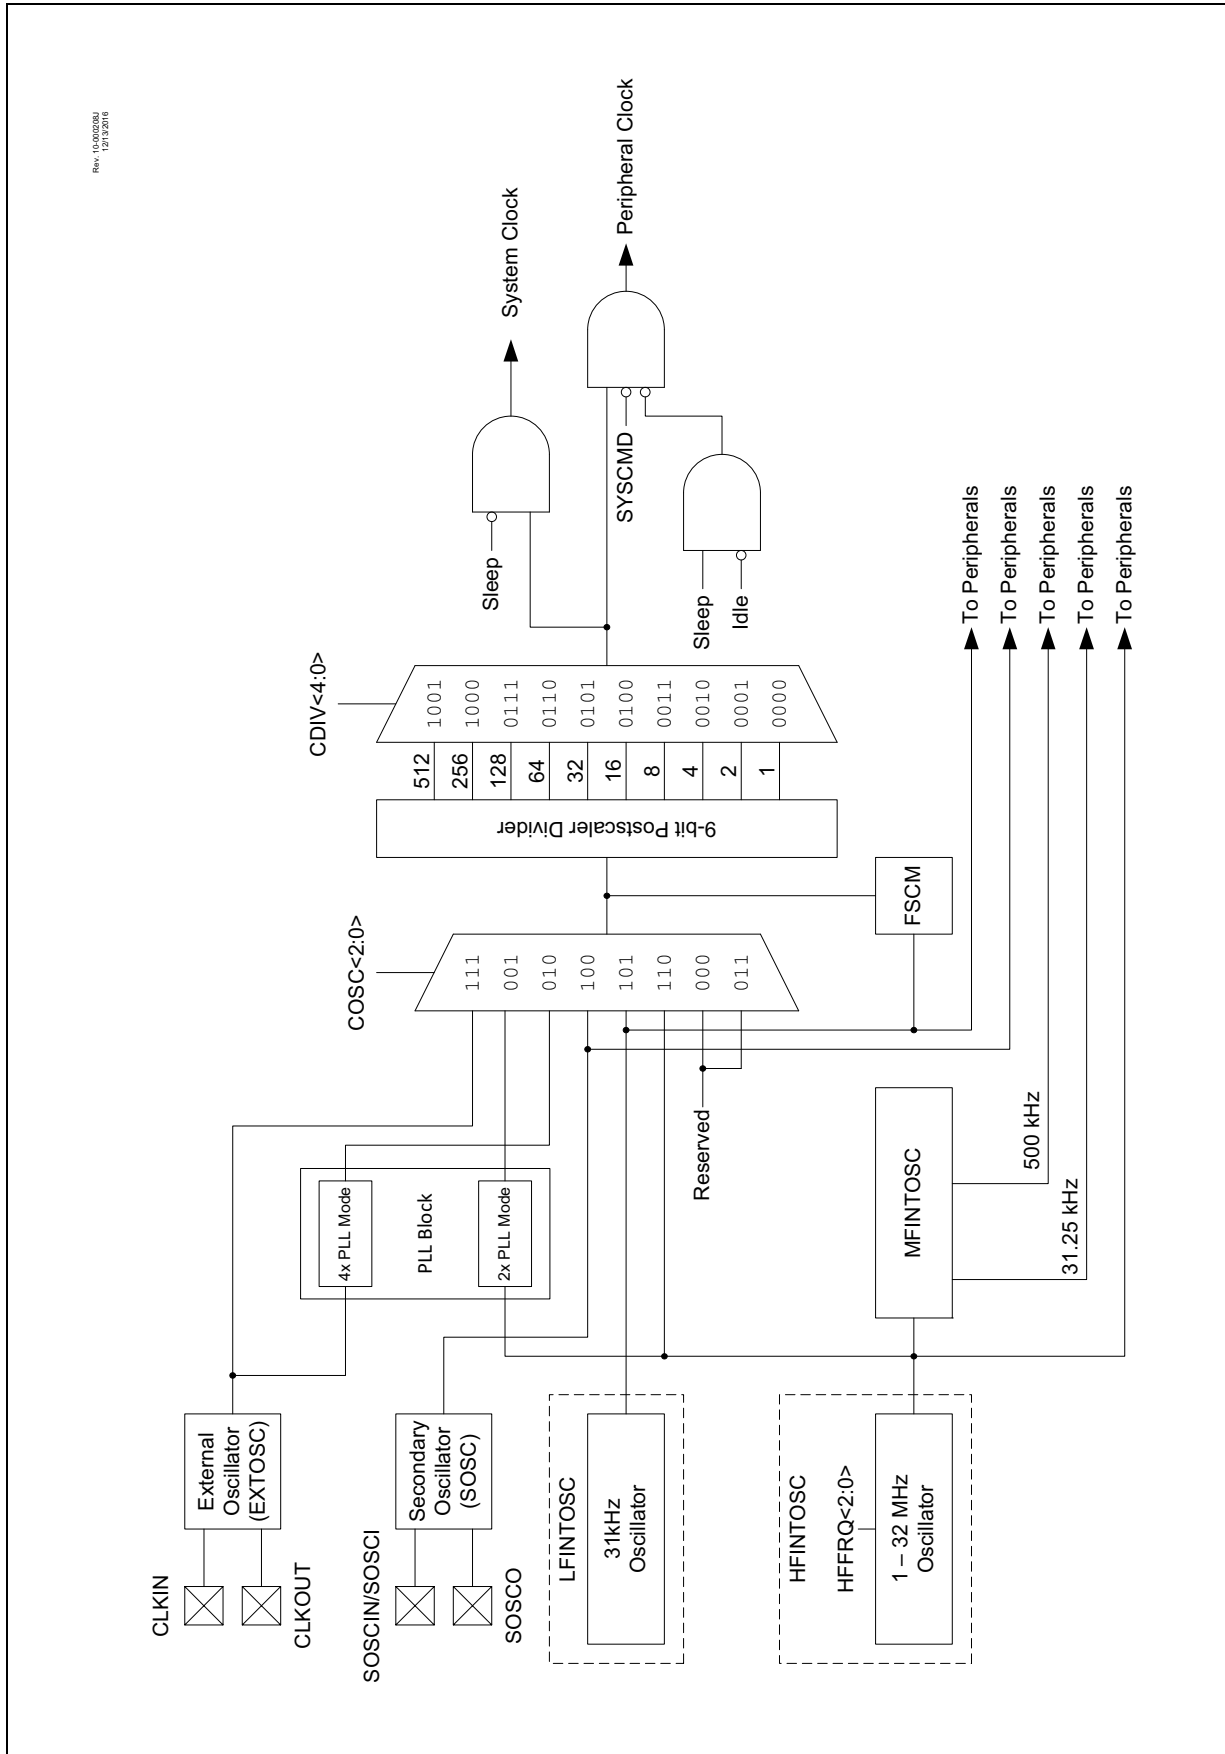 Rev. 10-000208J
12/13/2016
CLKIN
CLKOUT
External
Oscillator
(EXTOSC)
SOSCIN/SOSCI
SOSCO
Secondary
Oscillator
(SOSC)
LFINTOSC
31kHz
Oscillator
HFINTOSC
HFFRQ<2:0>
1 – 32 MHz
Oscillator
4x PLL Mode
PLL Block
2x PLL Mode
Reserved
MFINTOSC
500 kHz
31.25 kHz
COSC<2:0>
111
001
010
100
101
110
000
011
FSCM
9-bit Postscaler Divider
512
256
128
64
32
16
8
4
2
1
CDIV<4:0>
1001
1000
0111
0110
0101
0100
0011
0010
0001
0000
Sleep
System Clock
SYSCMD
Peripheral Clock
Sleep
Idle
To Peripherals
To Peripherals
To Peripherals
To Peripherals
To Peripherals